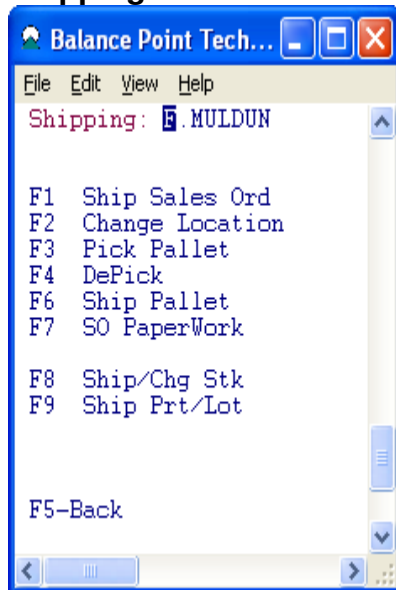 Balance Point Tech...
File Edit View Help
Shipping: F.MULDUN
F1 Ship Sales Ord
F2 Change Location
F3 Pick Pallet
F4 DePick
F6 Ship Pallet
F7 SO PaperWork
F8 Ship/Chg Stk
F9 Ship Prt/Lot
F5-Back